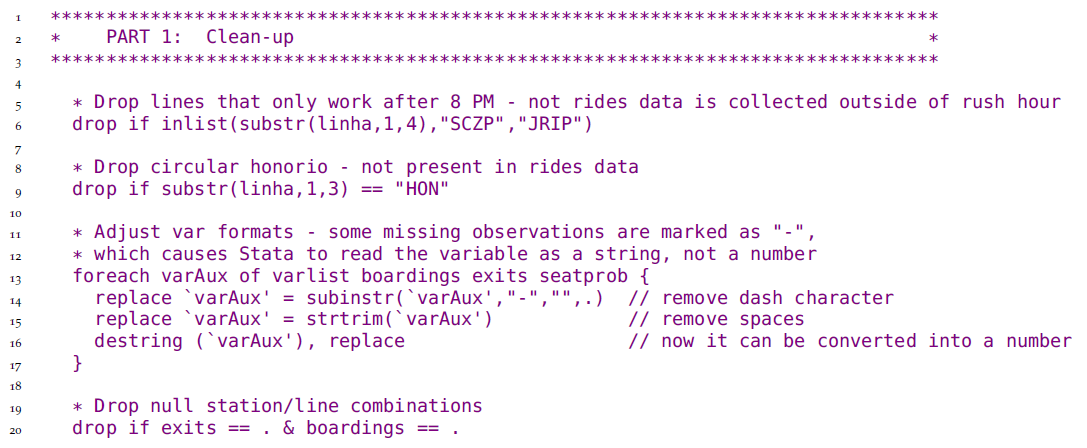 1 ********************************************************************************
2 * PART 1: Clean-up *
3 ********************************************************************************
4
5 * Drop lines that only work after 8 PM - not rides data is collected outside of rush hour
6 drop if inlist(substr(linha,1,4),"SCZP","JRIP")
7
8 * Drop circular honorio - not present in rides data
9 drop if substr(linha,1,3) == "HON"
10
11 * Adjust var formats - some missing observations are marked as "-",
12 * which causes Stata to read the variable as a string, not a number
13 foreach varAux of varlist boardings exits seatprob {
14 replace `varAux' = subinstr(`varAux',"-","",.) // remove dash character
15 replace `varAux' = strtrim(`varAux') // remove spaces
16 destring (`varAux'), replace // now it can be converted into a number
17 }
18
19 * Drop null station/line combinations
20 drop if exits == . & boardings == .